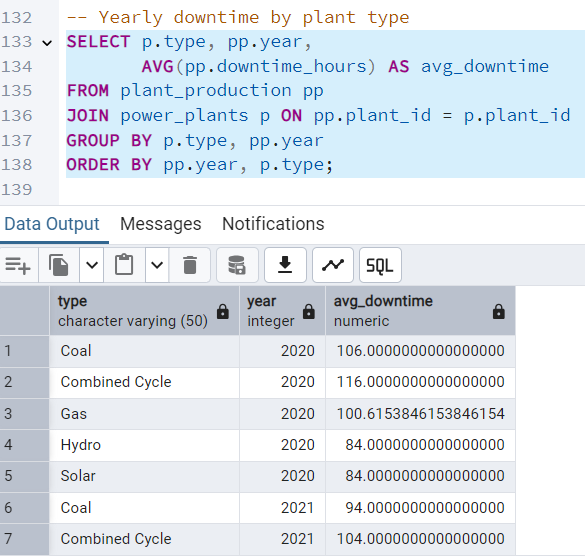 132 -- Yearly downtime by plant type
133 SELECT p.type, pp.year,
134 AVG(pp.downtime_hours) AS avg_downtime
135 FROM plant_production pp
136 JOIN power_plants p ON pp.plant_id = p.plant_id
137 GROUP BY p.type, pp.year
138 ORDER BY pp.year, p.type;
139
Data Output Messages Notifications
SQL
type year avg_downtime
character varying (50) integer numeric
1 Coal 2020 106.0000000000000000
2 Combined Cycle 2020 116.0000000000000000
3 Gas 2020 100.6153846153846154
4 Hydro 2020 84.0000000000000000
5 Solar 2020 84.0000000000000000
6 Coal 2021 94.0000000000000000
7 Combined Cycle 2021 104.0000000000000000